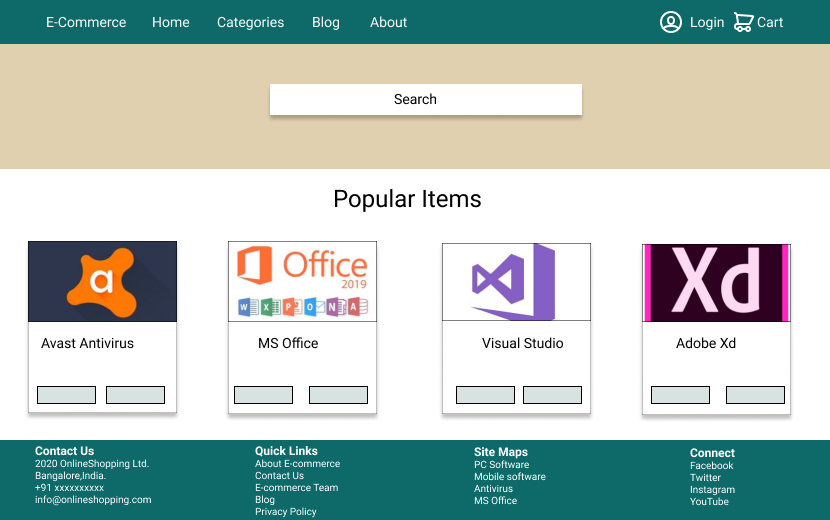 E-Commerce Home Categories Blog About Login Cart
Search
Popular Items
a
Office
2019
W X P O N A
Xd
Avast Antivirus
MS Office
Visual Studio
Adobe Xd
Contact Us
2020 OnlineShopping Ltd.
Bangalore,India.
+91 xxxxxxxxxx
info@onlineshopping.com
Quick Links
About E-commerce
Contact Us
E-commerce Team
Blog
Privacy Policy
Site Maps
PC Software
Mobile software
Antivirus
MS Office
Connect
Facebook
Twitter
Instagram
YouTube